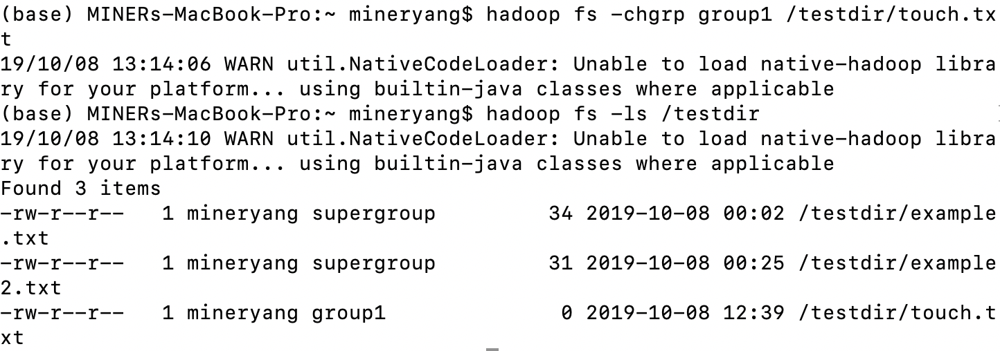 (base) MINERs-MacBook-Pro:~ mineryang$ hadoop fs -chgrp group1 /testdir/touch.tx
t
19/10/08 13:14:06 WARN util.NativeCodeLoader: Unable to load native-hadoop libra
ry for your platform... using builtin-java classes where applicable
(base) MINERs-MacBook-Pro:~ mineryang$ hadoop fs -ls /testdir
19/10/08 13:14:10 WARN util.NativeCodeLoader: Unable to load native-hadoop libra
ry for your platform... using builtin-java classes where applicable
Found 3 items
-rw-r--r--   1 mineryang supergroup         34 2019-10-08 00:02 /testdir/example
.txt
-rw-r--r--   1 mineryang supergroup         31 2019-10-08 00:25 /testdir/example
2.txt
-rw-r--r--   1 mineryang group1              0 2019-10-08 12:39 /testdir/touch.t
xt